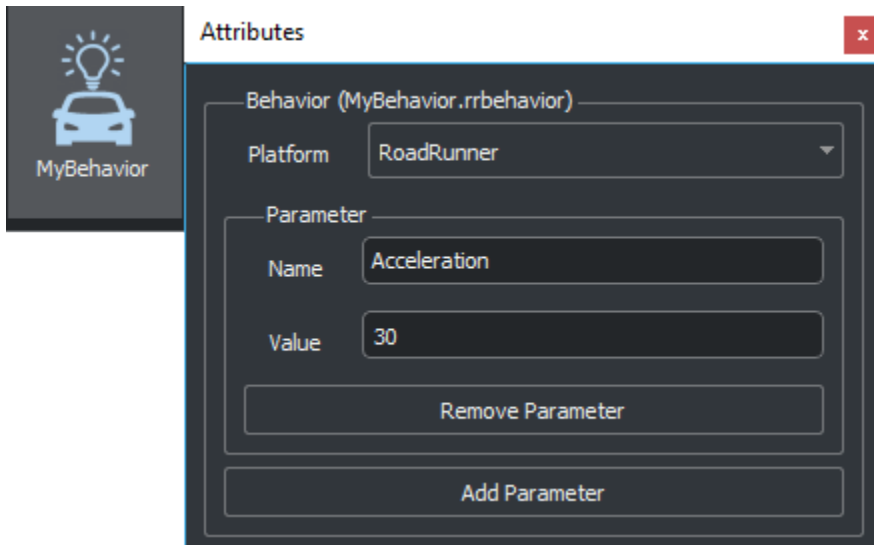 MyBehavior
Attributes
x
Behavior (MyBehavior.rrbehavior)
Platform RoadRunner
Parameter
Name Acceleration
Value 30
Remove Parameter
Add Parameter